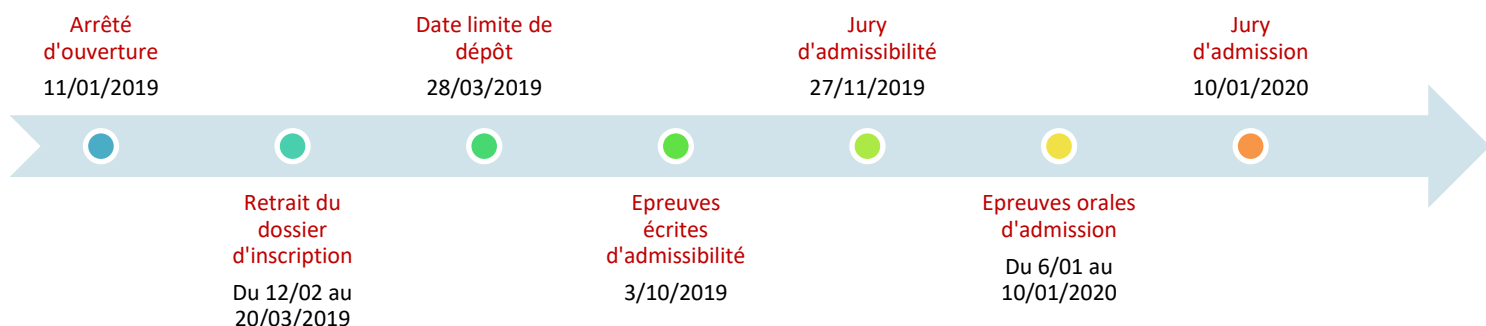 Arrêté
d'ouverture
11/01/2019
Retrait du
dossier
d'inscription
Du 12/02 au
20/03/2019
Date limite de
dépôt
28/03/2019
Epreuves
écrites
d'admissibilité
3/10/2019
Jury
d'admissibilité
27/11/2019
Epreuves orales
d'admission
Du 6/01 au
10/01/2020
Jury
d'admission
10/01/2020